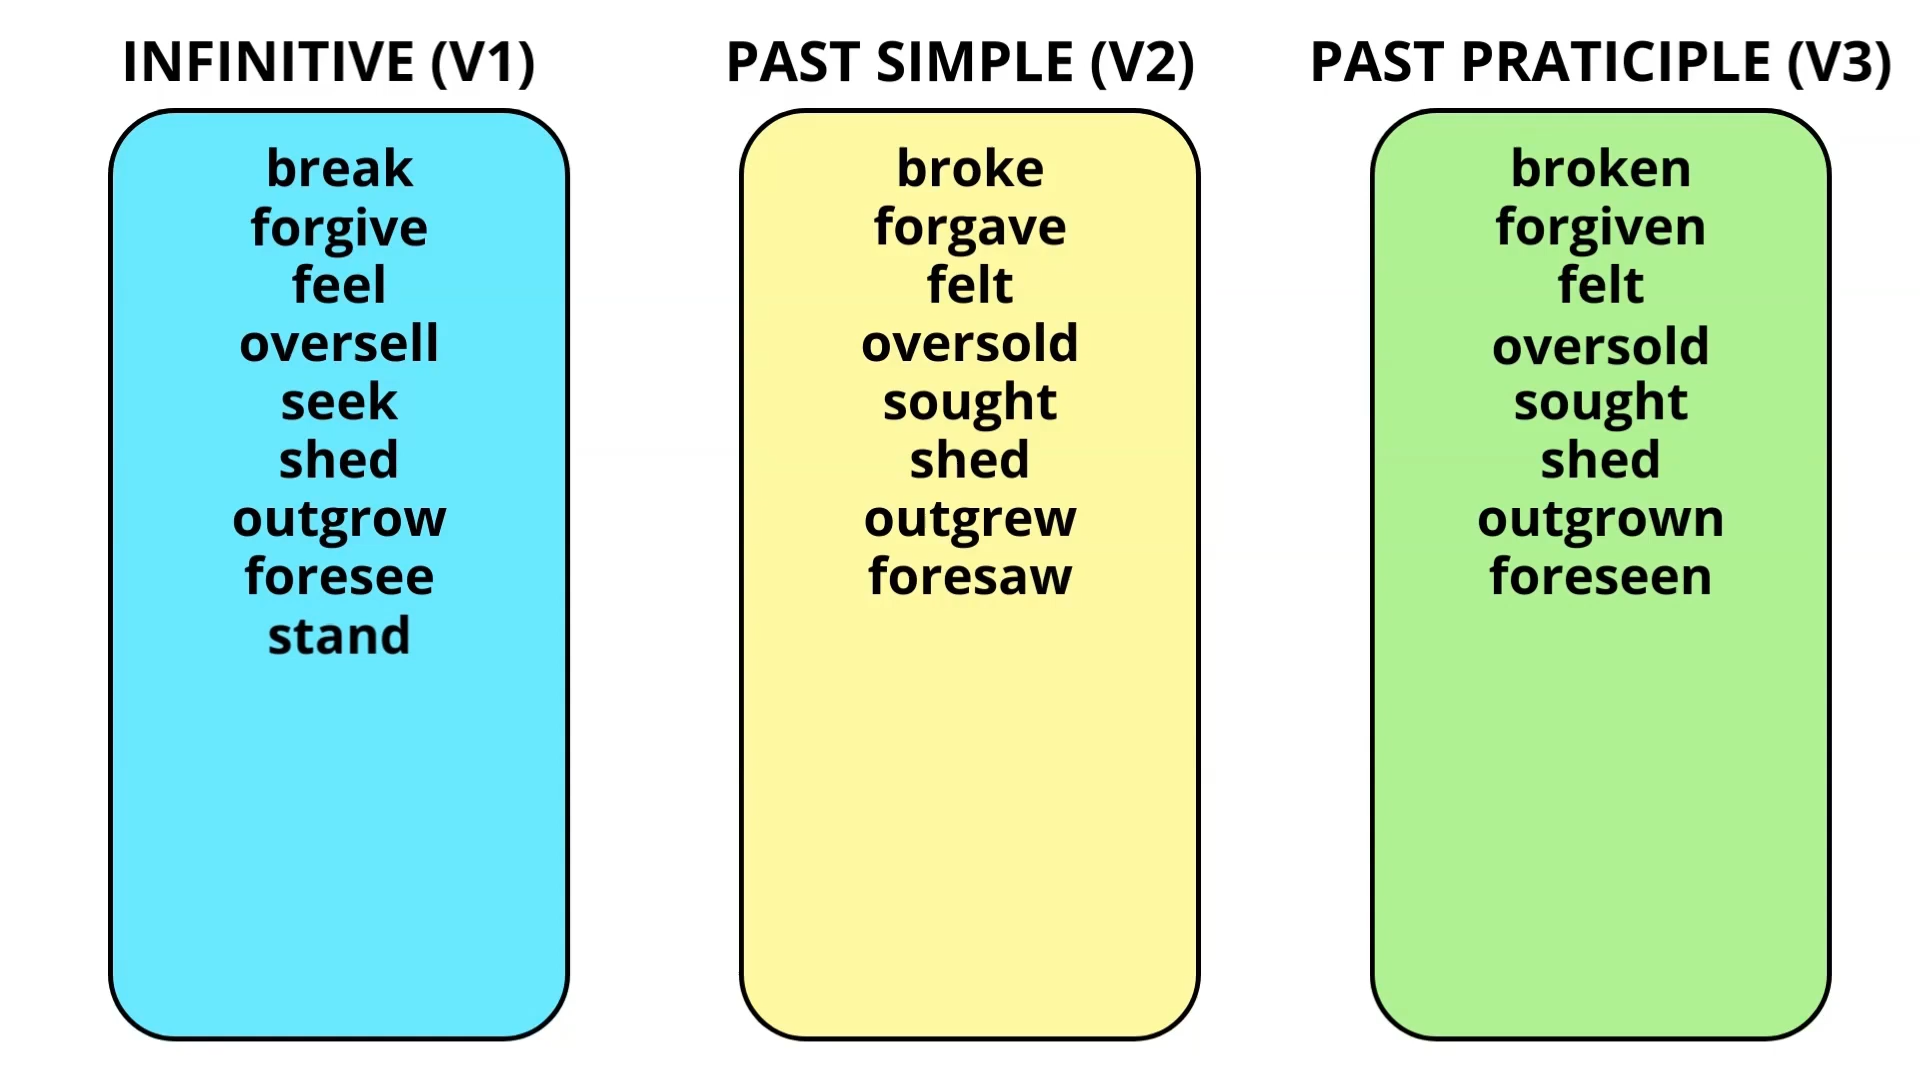 INFINITIVE (V1)
break
forgive
feel
oversell
seek
shed
outgrow
foresee
stand
PAST SIMPLE (V2)
broke
forgave
felt
oversold
sought
shed
outgrew
foresaw
PAST PRATICIPLE (V3)
broken
forgiven
felt
oversold
sought
shed
outgrown
foreseen